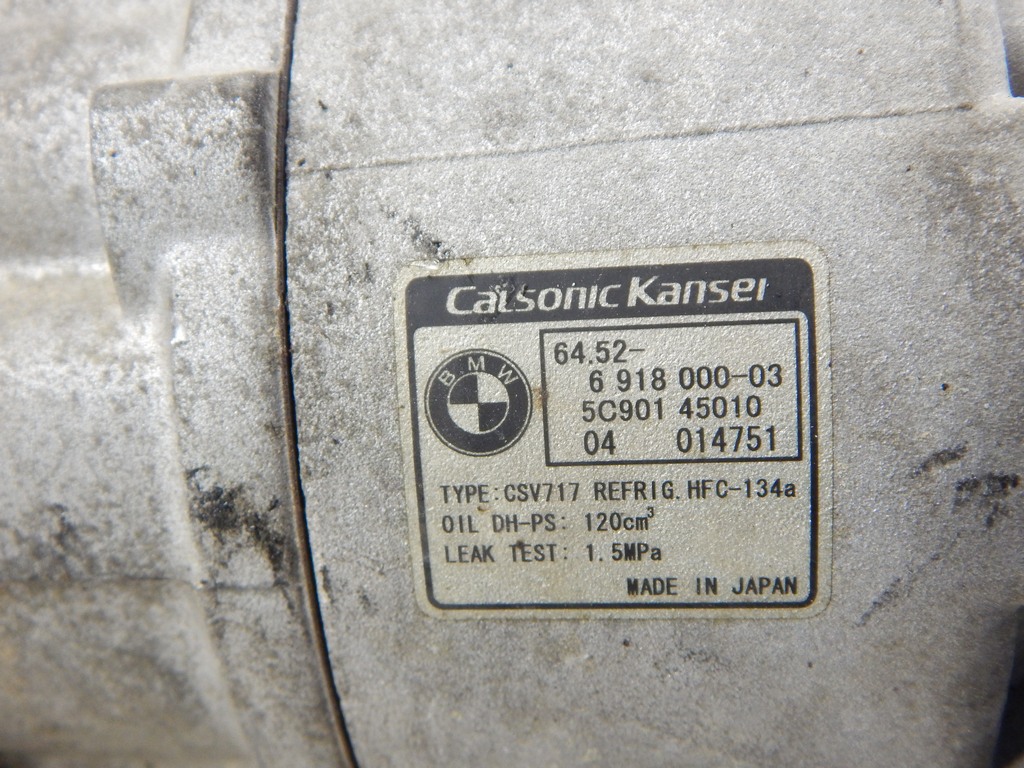 Calsonic Kansei
BMW
64.52-
6 918 000-03
5C901 45010
04 014751
TYPE:CSV717 REFRIG.HFC-134a
OIL DH-PS: 120cm³
LEAK TEST: 1.5MPa
MADE IN JAPAN